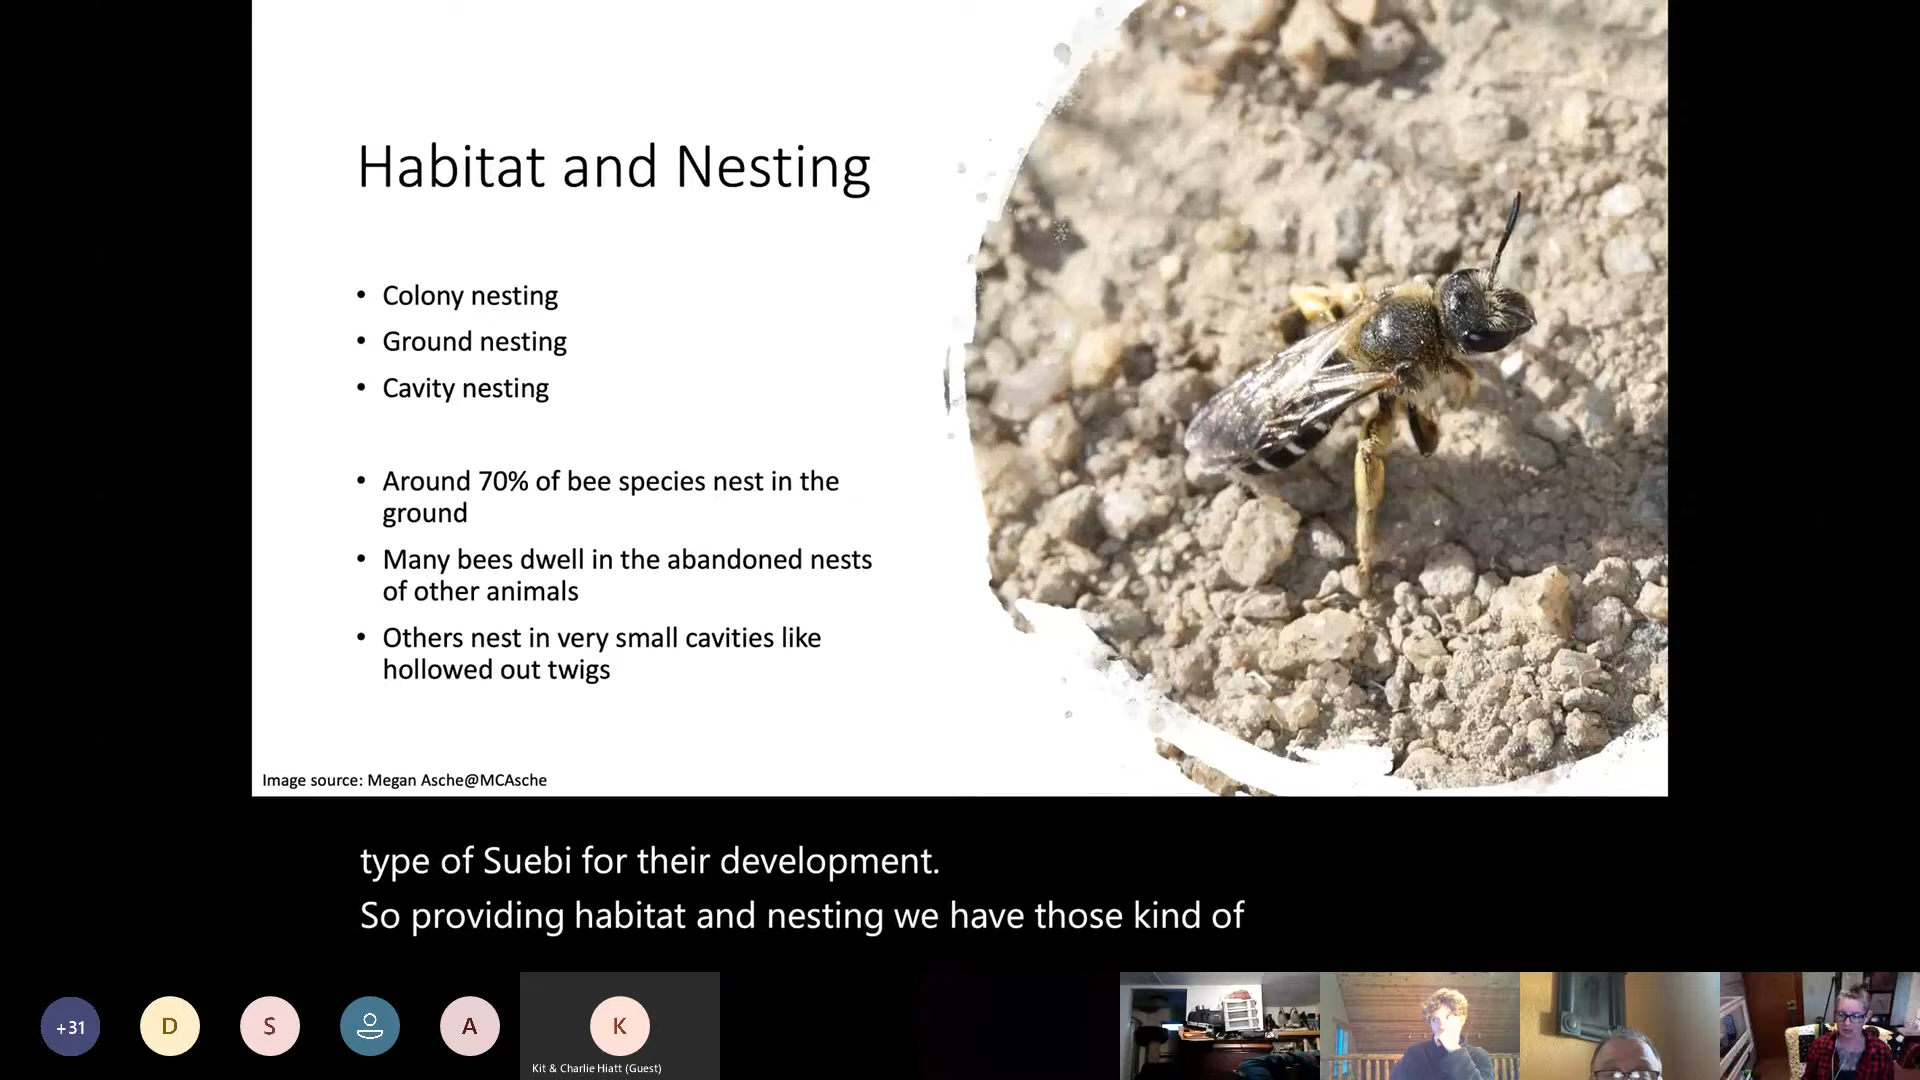 Habitat and Nesting
• Colony nesting
• Ground nesting
• Cavity nesting
• Around 70% of bee species nest in the
ground
• Many bees dwell in the abandoned nests
of other animals
• Others nest in very small cavities like
hollowed out twigs
Image source: Megan Asche@MCAsche
type of Suebi for their development.
So providing habitat and nesting we have those kind of
+31
D
S
A
K
Kit & Charlie Hiatt (Guest)